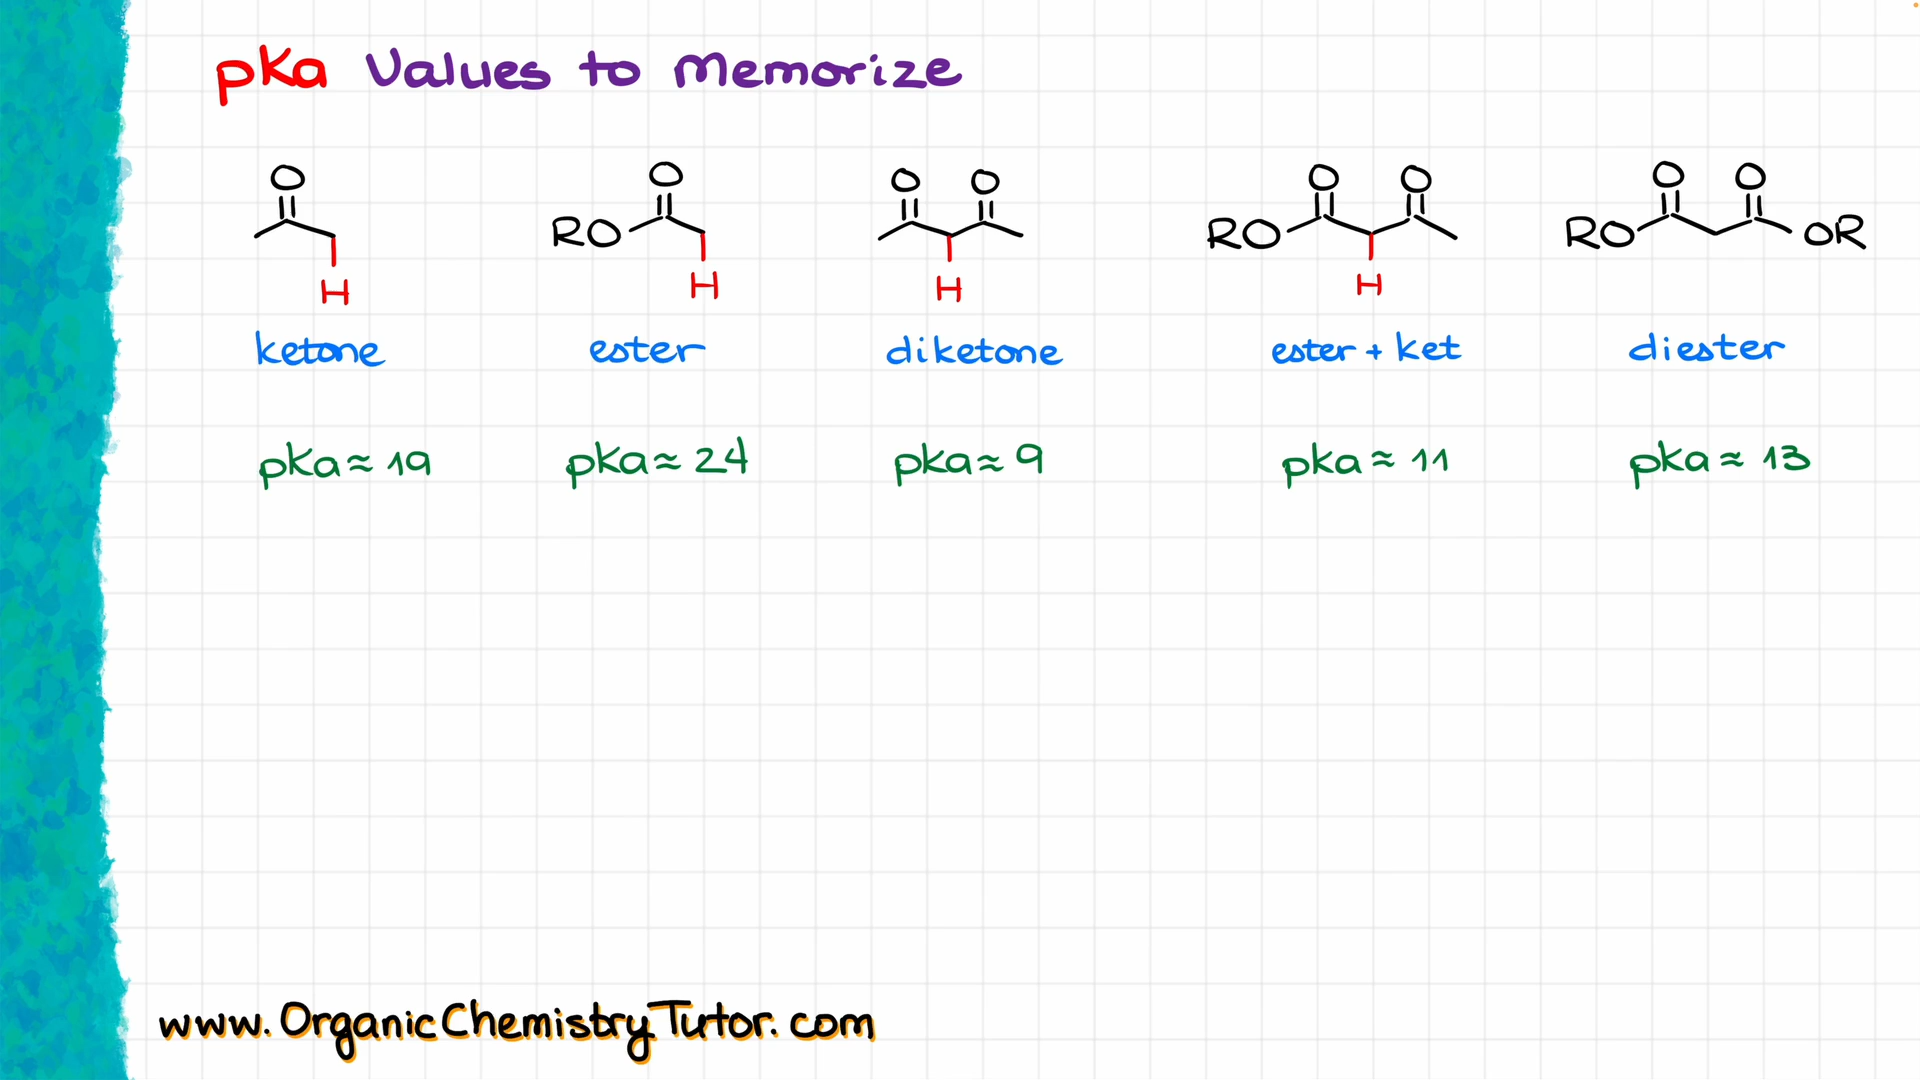 pKa Values to Memorize
O O O O O O O O
RO RO RO OR
H H H H
ketone ester diketone ester + ket diester
pKa ≈ 19 pKa ≈ 24 pKa ≈ 9 pKa ≈ 11 pKa ≈ 13
www.OrganicChemistryTutor.com